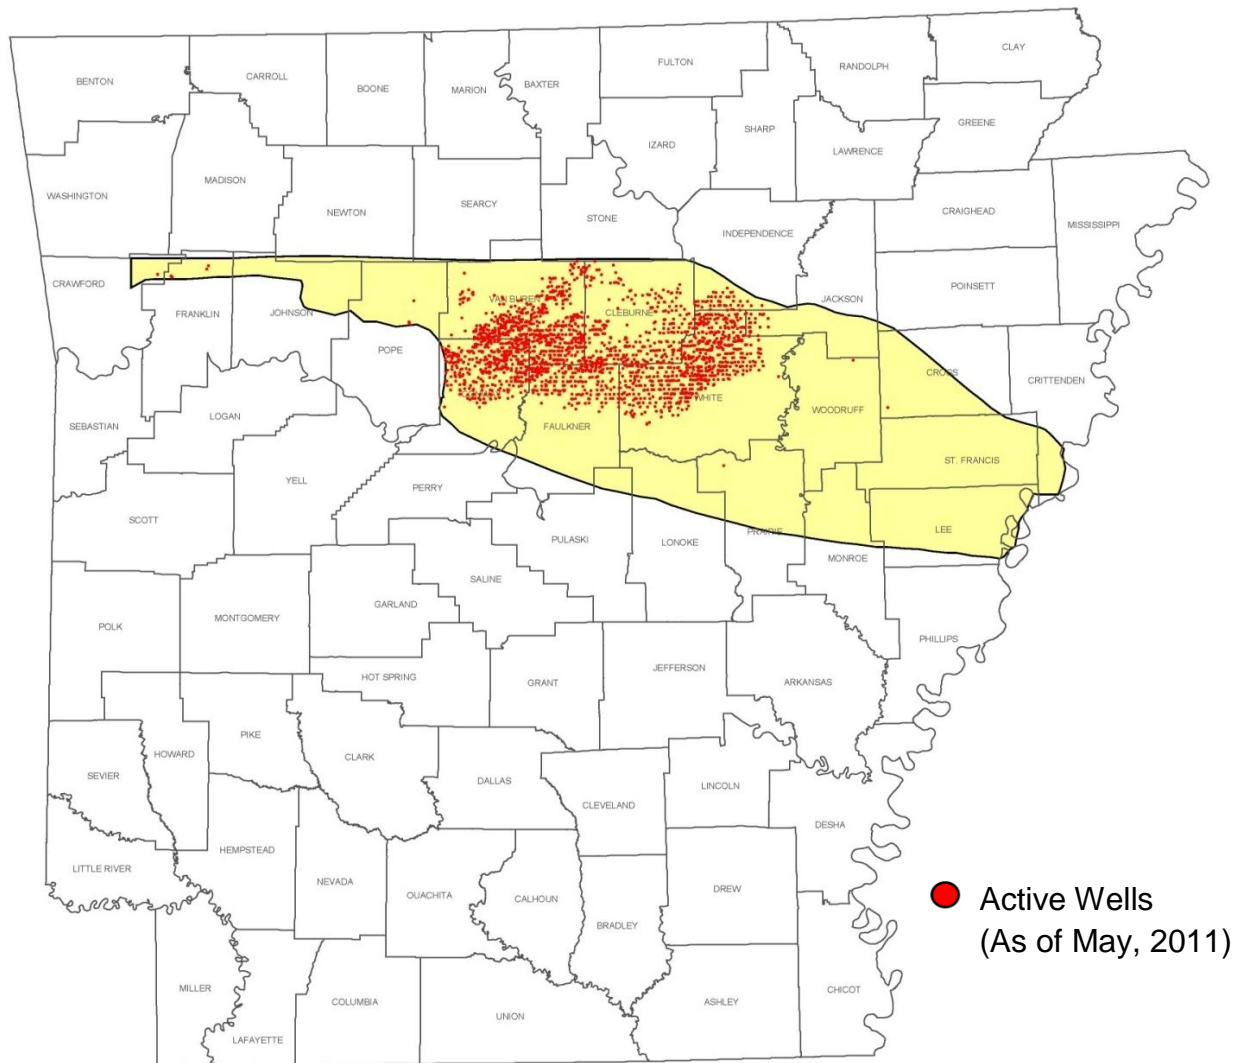 CLAY
FULTON
RANDOLPH
BENTON
CARROLL
BOONE
MARION
BAXTER
GREENE
SHARP
IZARD
LAWRENCE
MADISON
WASHINGTON
NEWTON
SEARCY
STONE
CRAIGHEAD
MISSISSIPPI
INDEPENDENCE
CRAWFORD
POINSETT
JACKSON
VAN BUREN
CLEBURNE
FRANKLIN
JOHNSON
POPE
CROSS
CRITTENDEN
WHITE
WOODRUFF
LOGAN
SEBASTIAN
FAULKNER
ST. FRANCIS
YELL
PERRY
SCOTT
LEE
PRAIRIE
PULASKI
LONOKE
MONROE
SALINE
GARLAND
MONTGOMERY
POLK
PHILLIPS
JEFFERSON
HOT SPRING
GRANT
ARKANSAS
PIKE
HOWARD
CLARK
SEVIER
DALLAS
LINCOLN
CLEVELAND
DESHA
HEMPSTEAD
LITTLE RIVER
NEVADA
OUACHITA
CALHOUN
DREW
BRADLEY
Active Wells
(As of May, 2011)
MILLER
COLUMBIA
UNION
ASHLEY
CHICOT
LAFAYETTE